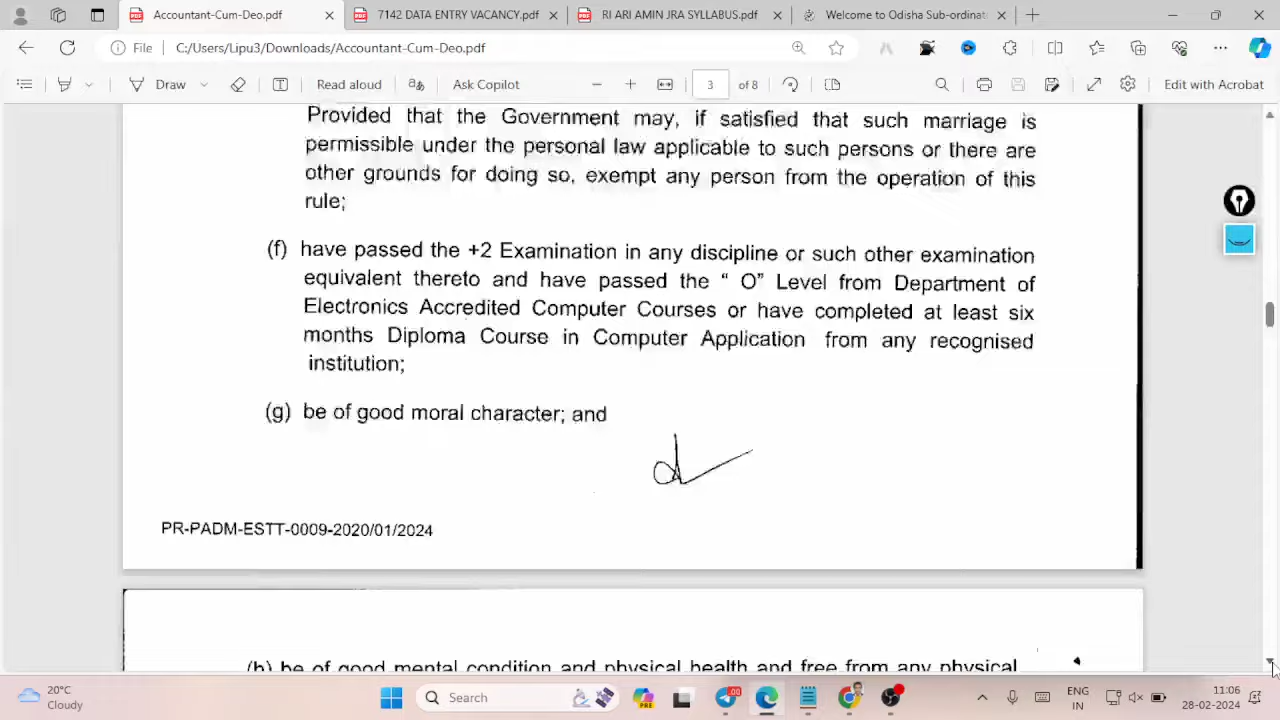 Accountant-Cum-Deo.pdf
7142 DATA ENTRY VACANCY.pdf
RI ARI AMIN JRA SYLLABUS.pdf
Welcome to Odisha Sub-ordinat
File C:/Users/Lipu3/Downloads/Accountant-Cum-Deo.pdf
Draw Read aloud Ask Copilot 3 of 8 Edit with Acrobat
Provided that the Government may, if satisfied that such marriage is
permissible under the personal law applicable to such persons or there are
other grounds for doing so, exempt any person from the operation of this
rule;
(f) have passed the +2 Examination in any discipline or such other examination
equivalent thereto and have passed the “ O” Level from Department of
Electronics Accredited Computer Courses or have completed at least six
months Diploma Course in Computer Application from any recognised
institution;
(g) be of good moral character; and
PR-PADM-ESTT-0009-2020/01/2024
(h) be of good mental condition and physical health and free from any physical
20°C
Cloudy
Search
PRE
.00
ENG
IN
11:05
28-02-2024